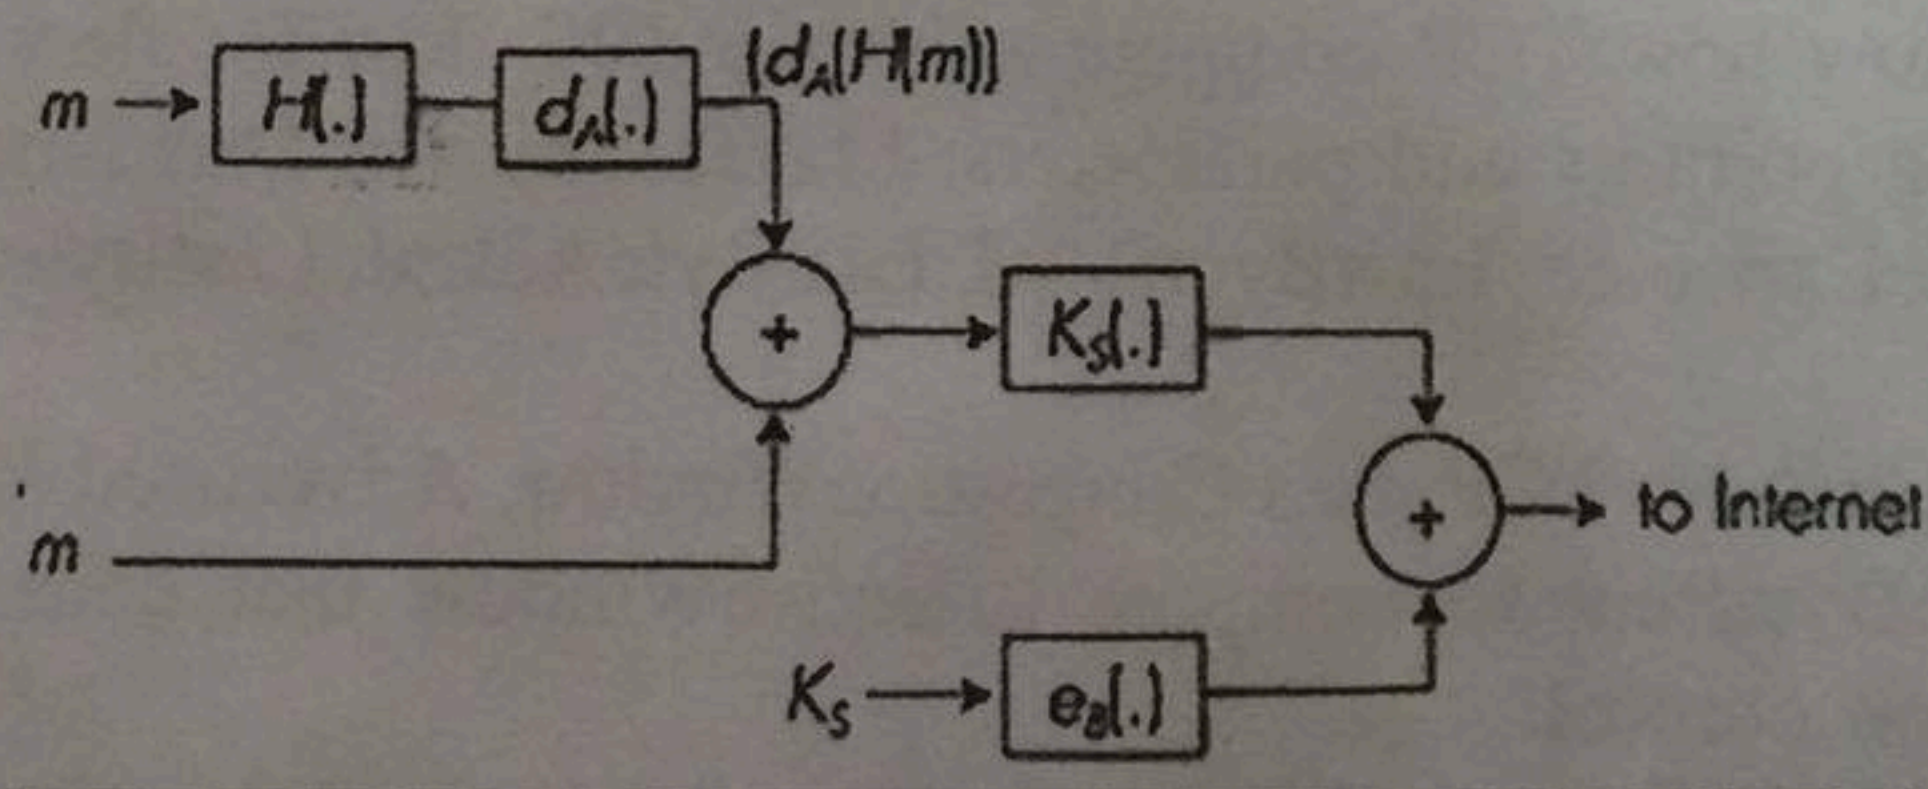 m H(.) dA(.) (dA(H(m))
+ KS(.)
+ to Internet
m
KS eB(.)